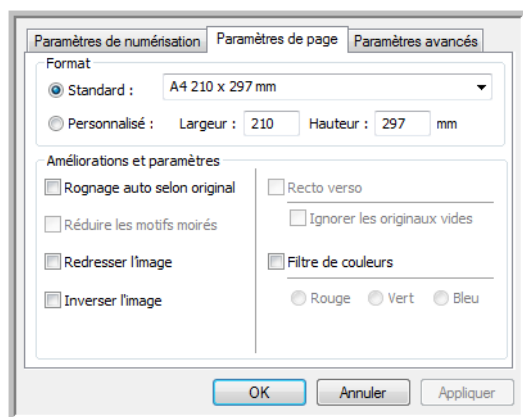 Paramètres de numérisation Paramètres de page Paramètres avancés
Format
Standard : A4 210 x 297 mm
Personnalisé : Largeur : 210 Hauteur : 297 mm
Améliorations et paramètres
Rognage auto selon original
Réduire les motifs moirés
Redresser l'image
Inverser l'image
Recto verso
Ignorer les originaux vides
Filtre de couleurs
Rouge Vert Bleu
OK Annuler Appliquer